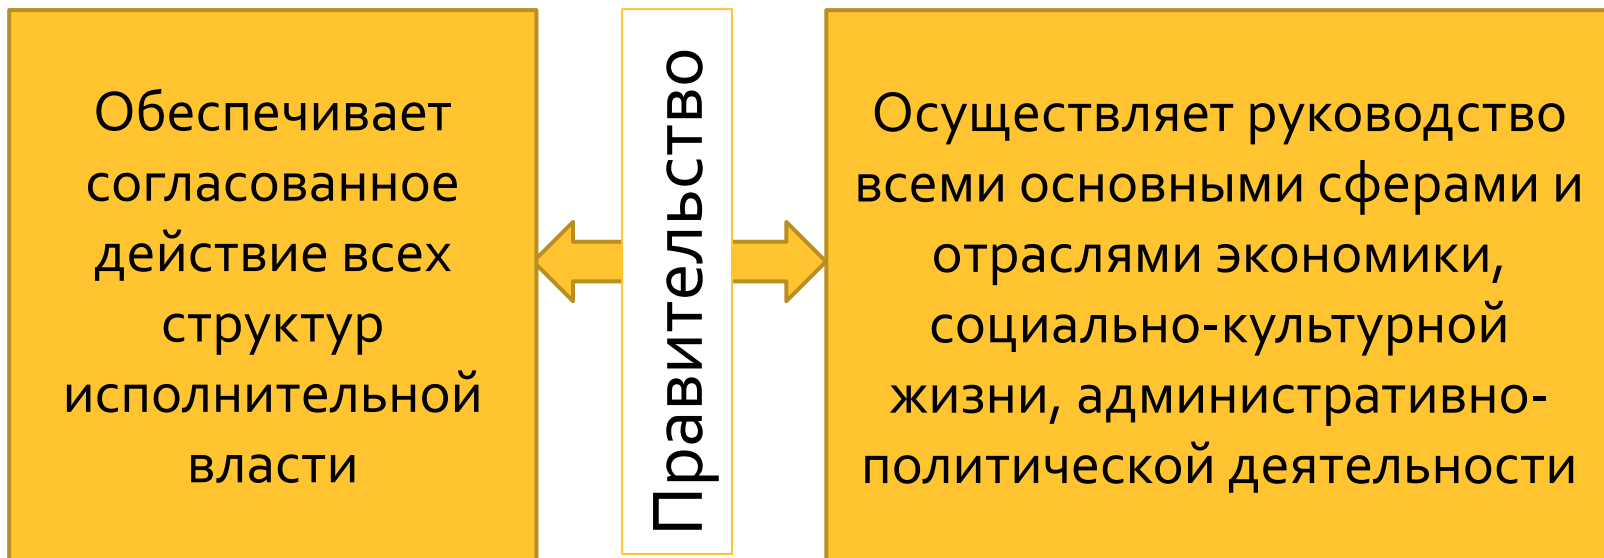 Обеспечивает
согласованное
действие всех
структур
исполнительной
власти
Правительство
Осуществляет руководство
всеми основными сферами и
отраслями экономики,
социально-культурной
жизни, административно-
политической деятельности